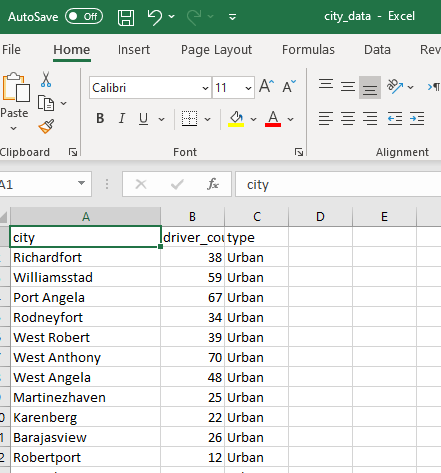 AutoSave Off city_data - Excel
File Home Insert Page Layout Formulas Data Rev
Paste Calibri 11 A A ab
B I U A
Clipboard Font Alignment
A1 fx city
A B C D E
city driver_cou type
Richardfort 38 Urban
Williamsstad 59 Urban
Port Angela 67 Urban
Rodneyfort 34 Urban
West Robert 39 Urban
West Anthony 70 Urban
West Angela 48 Urban
Martinezhaven 25 Urban
0 Karenberg 22 Urban
1 Barajasview 26 Urban
2 Robertport 12 Urban